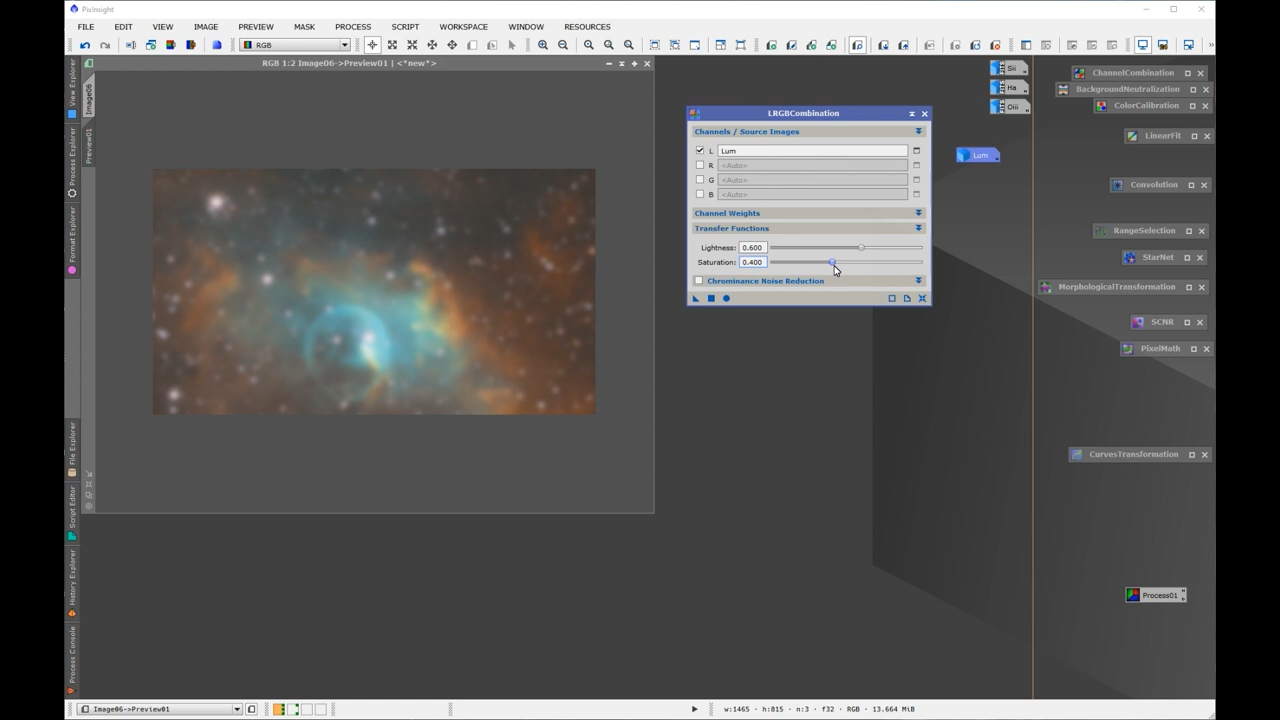 PixInsight
FILE EDIT VIEW IMAGE PREVIEW MASK PROCESS SCRIPT WORKSPACE WINDOW RESOURCES
RGB
RGB 1:2 Image06->Preview01 | <*new*>
View Explorer
Process Explorer
Format Explorer
File Explorer
Script Editor
History Explorer
Process Console
Image06
Preview01
LRGBCombination
Channels / Source Images
L Lum
R <Auto>
G <Auto>
B <Auto>
Channel Weights
Transfer Functions
Lightness: 0.600
Saturation: 0.400
Chrominance Noise Reduction
Sii
Ha
Oiii
Lum
ChannelCombination
BackgroundNeutralization
ColorCalibration
LinearFit
Convolution
RangeSelection
StarNet
MorphologicalTransformation
SCNR
PixelMath
CurvesTransformation
Process01
Image06->Preview01
w:1465 · h:815 · n:3 · f32 · RGB · 13.664 MiB